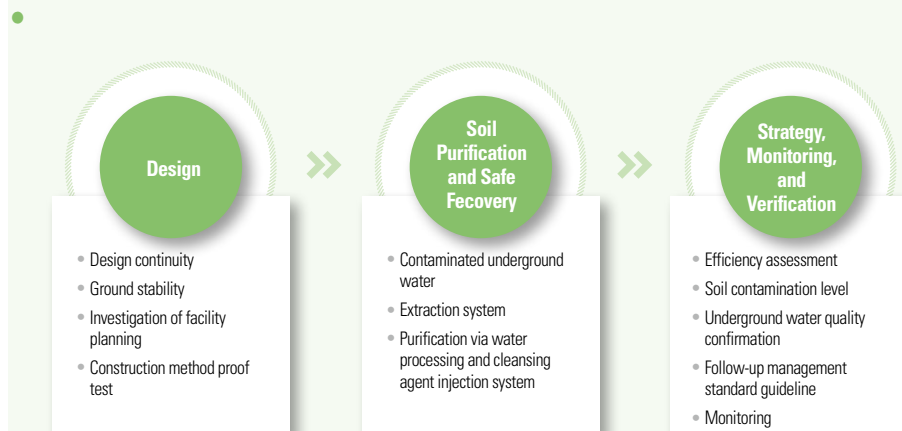 Design
• Design continuity
• Ground stability
• Investigation of facility
planning
• Construction method proof
test
Soil
Purification
and Safe
Fecovery
• Contaminated underground
water
• Extraction system
• Purification via water
processing and cleansing
agent injection system
Strategy,
Monitoring,
and
Verification
• Efficiency assessment
• Soil contamination level
• Underground water quality
confirmation
• Follow-up management
standard guideline
• Monitoring